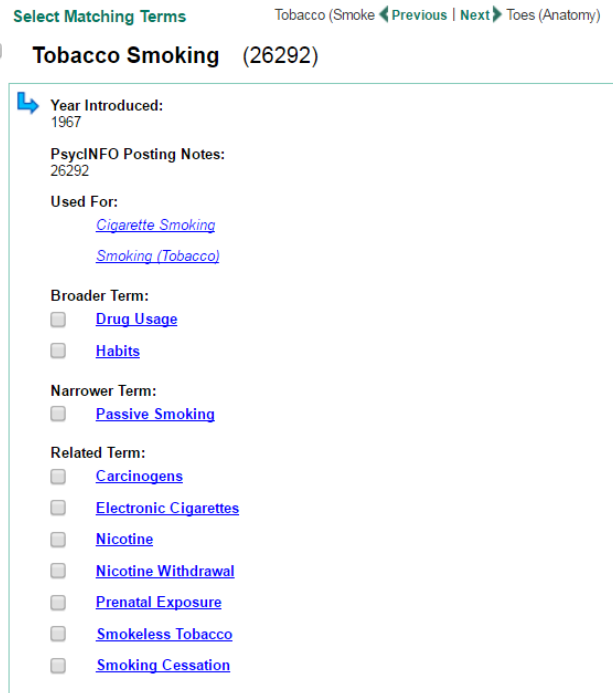 Select Matching Terms Tobacco (Smoke Previous | Next Toes (Anatomy)
Tobacco Smoking (26292)
Year Introduced:
1967
PsycINFO Posting Notes:
26292
Used For:
Cigarette Smoking
Smoking (Tobacco)
Broader Term:
Drug Usage
Habits
Narrower Term:
Passive Smoking
Related Term:
Carcinogens
Electronic Cigarettes
Nicotine
Nicotine Withdrawal
Prenatal Exposure
Smokeless Tobacco
Smoking Cessation